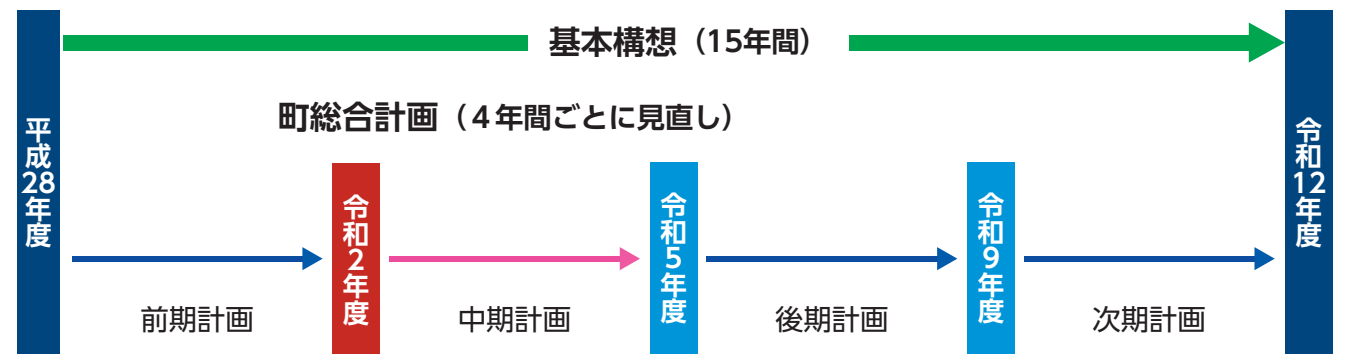 基本構想（15年間）
町総合計画（４年間ごとに見直し）
平成28年度
令和2年度
令和5年度
令和9年度
令和12年度
前期計画
中期計画
後期計画
次期計画